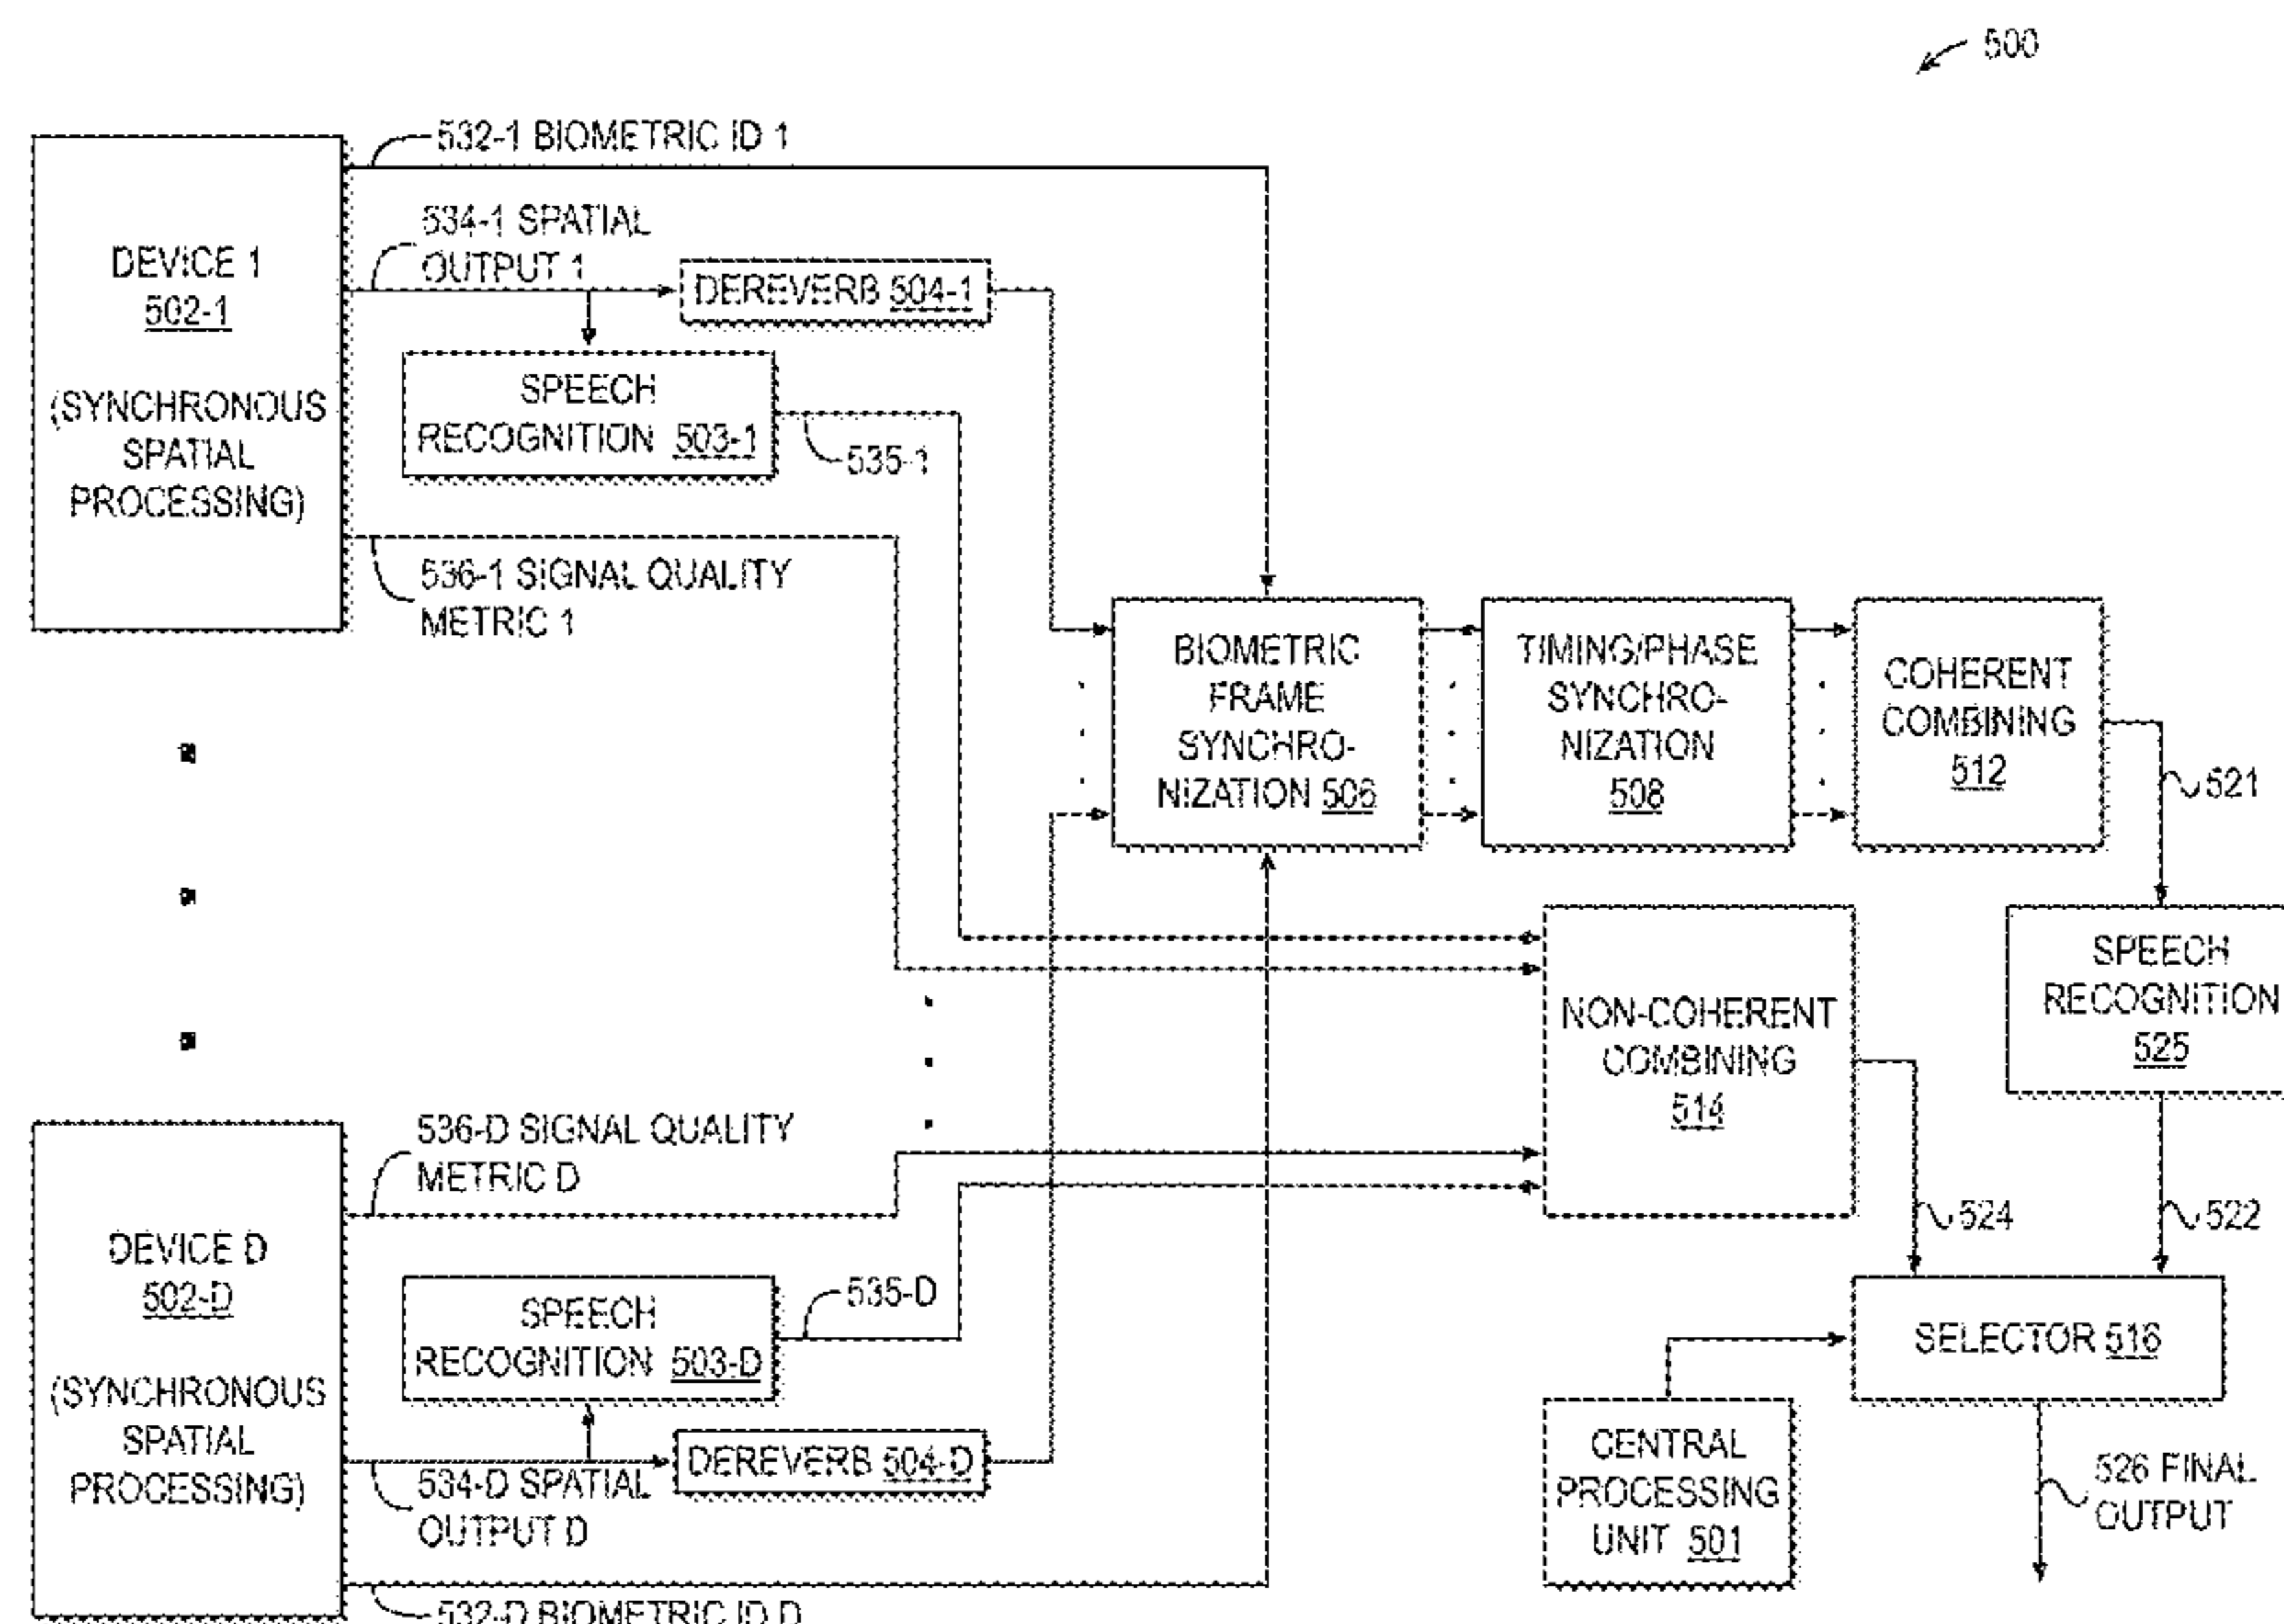 500
532-1 BIOMETRIC ID 1
534-1 SPATIAL
OUTPUT 1
DEVICE 1
502-1
(SYNCHRONOUS
SPATIAL
PROCESSING)
DEREVERB 504-1
SPEECH
RECOGNITION 503-1
535-1
536-1 SIGNAL QUALITY
METRIC 1
BIOMETRIC
FRAME
SYNCHRO-
NIZATION 506
TIMING/PHASE
SYNCHRO-
NIZATION
508
COHERENT
COMBINING
512
521
SPEECH
RECOGNITION
525
NON-COHERENT
COMBINING
514
524
522
536-D SIGNAL QUALITY
METRIC D
DEVICE D
502-D
(SYNCHRONOUS
SPATIAL
PROCESSING)
SPEECH
RECOGNITION 503-D
535-D
DEREVERB 504-D
534-D SPATIAL
OUTPUT D
532-D BIOMETRIC ID D
SELECTOR 516
CENTRAL
PROCESSING
UNIT 501
526 FINAL
OUTPUT